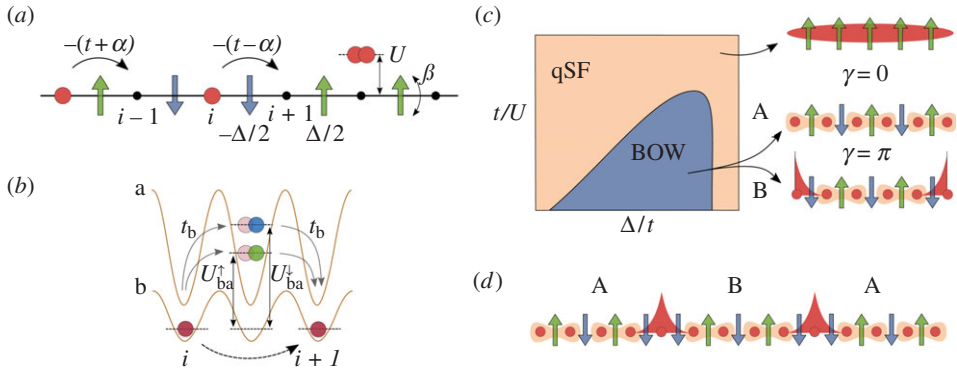 (a)
−(t+α)
−(t−α)
U
β
i − 1
i
i + 1
−Δ/2
Δ/2
(b)
a
b
t_b
t_b
U_ba^↑
U_ba^↓
i
i + 1
(c)
qSF
t/U
BOW
Δ/t
γ = 0
A
γ = π
B
(d)
A
B
A